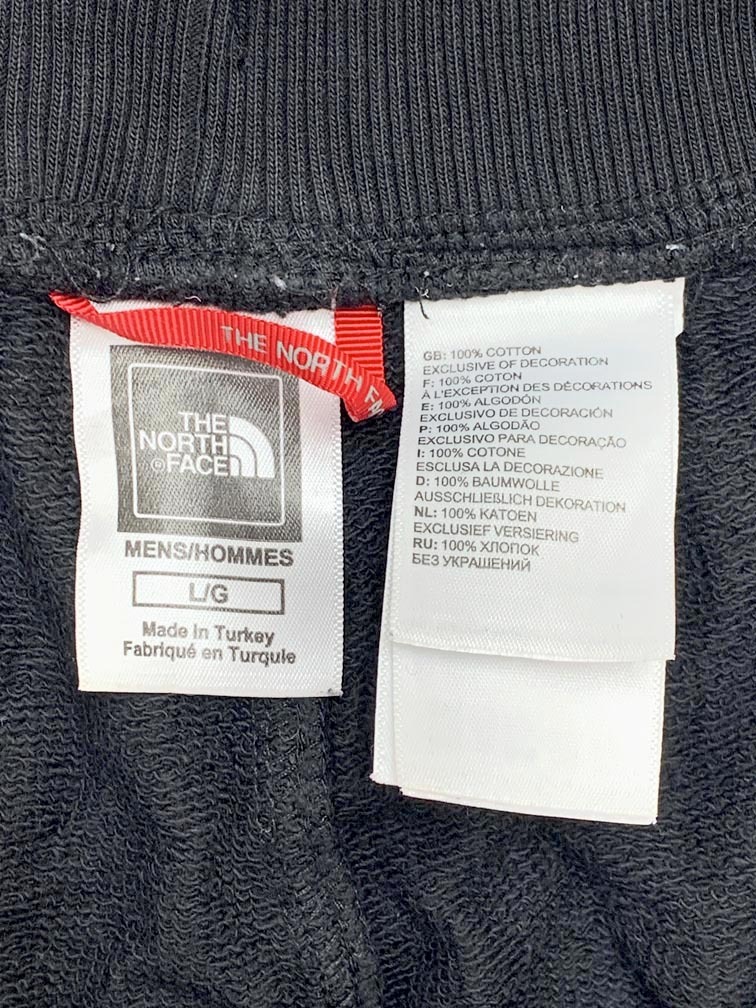 THE NORTH FA
THE
NORTH
©FACE
MENS/HOMMES
L/G
Made in Turkey
Fabriqué en Turquie
GB: 100% COTTON
EXCLUSIVE OF DECORATION
F: 100% COTON
À L'EXCEPTION DES DÉCORATIONS
E: 100% ALGODÓN
EXCLUSIVO DE DECORACIÓN
P: 100% ALGODÃO
EXCLUSIVO PARA DECORAÇÃO
I: 100% COTONE
ESCLUSA LA DECORAZIONE
D: 100% BAUMWOLLE
AUSSCHLIEßLICH DEKORATION
NL: 100% KATOEN
EXCLUSIEF VERSIERING
RU: 100% ХЛОПОК
БЕЗ УКРАШЕНИЙ